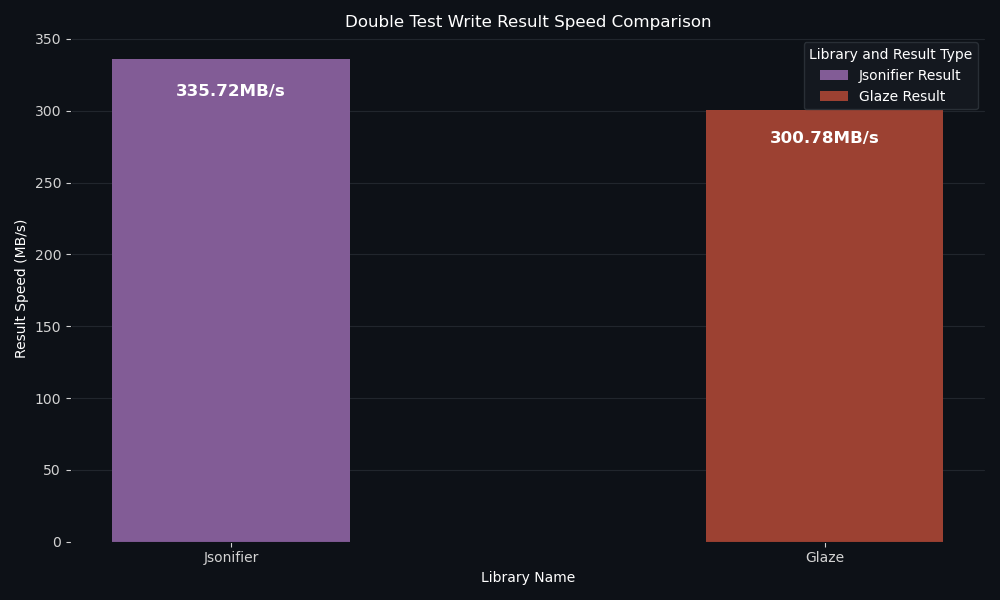 Double Test Write Result Speed Comparison
Library and Result Type
Jsonifier Result
Glaze Result
335.72MB/s
300.78MB/s
Result Speed (MB/s)
350
300
250
200
150
100
50
0
Jsonifier
Glaze
Library Name